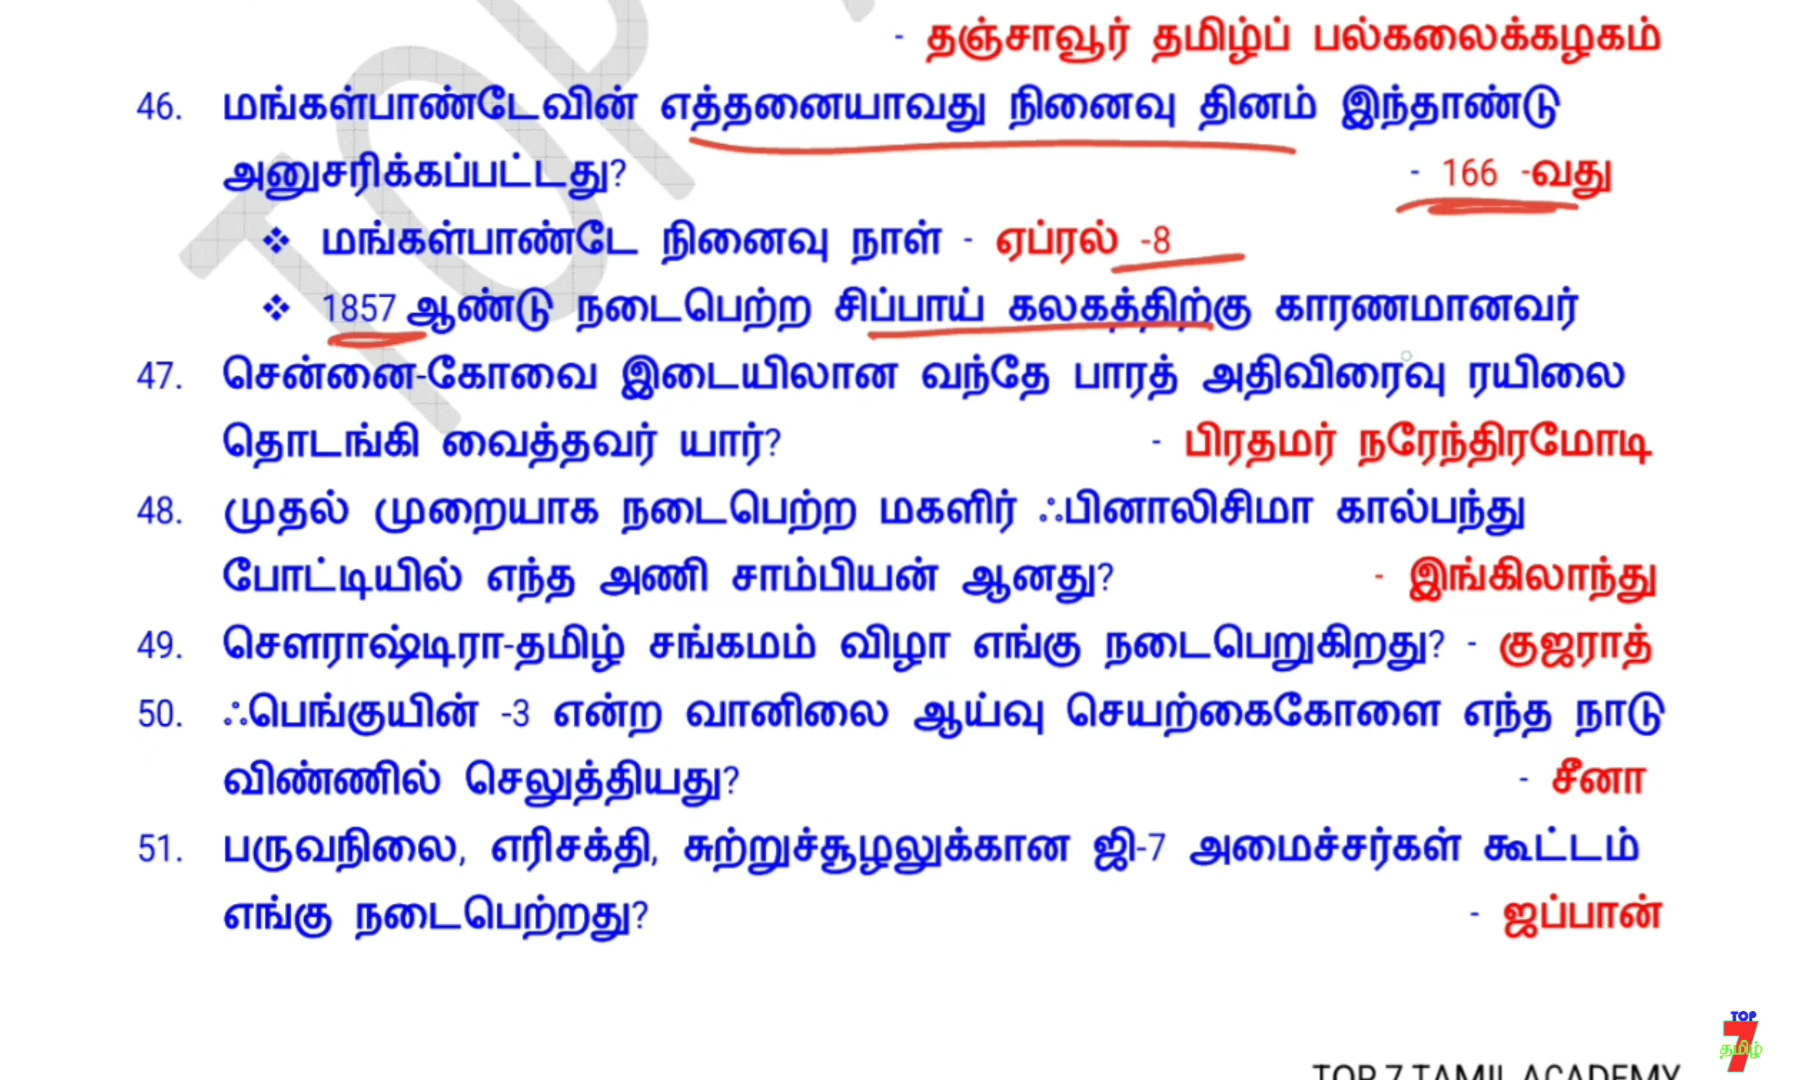 - தஞ்சாவூர் தமிழ்ப் பல்கலைக்கழகம்
46. மங்கள்பாண்டேவின் எத்தனையாவது நினைவு தினம் இந்தாண்டு
அனுசரிக்கப்பட்டது? - 166 -வது
❖ மங்கள்பாண்டே நினைவு நாள் - ஏப்ரல் -8
❖ 1857 ஆண்டு நடைபெற்ற சிப்பாய் கலகத்திற்கு காரணமானவர்
47. சென்னை-கோவை இடையிலான வந்தே பாரத் அதிவிரைவு ரயிலை
தொடங்கி வைத்தவர் யார்? - பிரதமர் நரேந்திரமோடி
48. முதல் முறையாக நடைபெற்ற மகளிர் ஃபினாலிசிமா கால்பந்து
போட்டியில் எந்த அணி சாம்பியன் ஆனது? - இங்கிலாந்து
49. சௌராஷ்டிரா-தமிழ் சங்கமம் விழா எங்கு நடைபெறுகிறது? - குஜராத்
50. ஃபெங்குயின் -3 என்ற வானிலை ஆய்வு செயற்கைகோளை எந்த நாடு
விண்ணில் செலுத்தியது? - சீனா
51. பருவநிலை, எரிசக்தி, சுற்றுச்சூழலுக்கான ஜி-7 அமைச்சர்கள் கூட்டம்
எங்கு நடைபெற்றது? - ஜப்பான்
TOP
7
தமிழ்
TOP 7 TAMIL ACADEMY